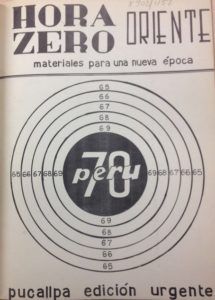 HORA ORIENTE
ZERO
materiales para una nueva época
65
66
67
68
69
65 66 67 68 69 70 69 68 67 66 65
perú
69
68
67
66
65
pucallpa edición urgente